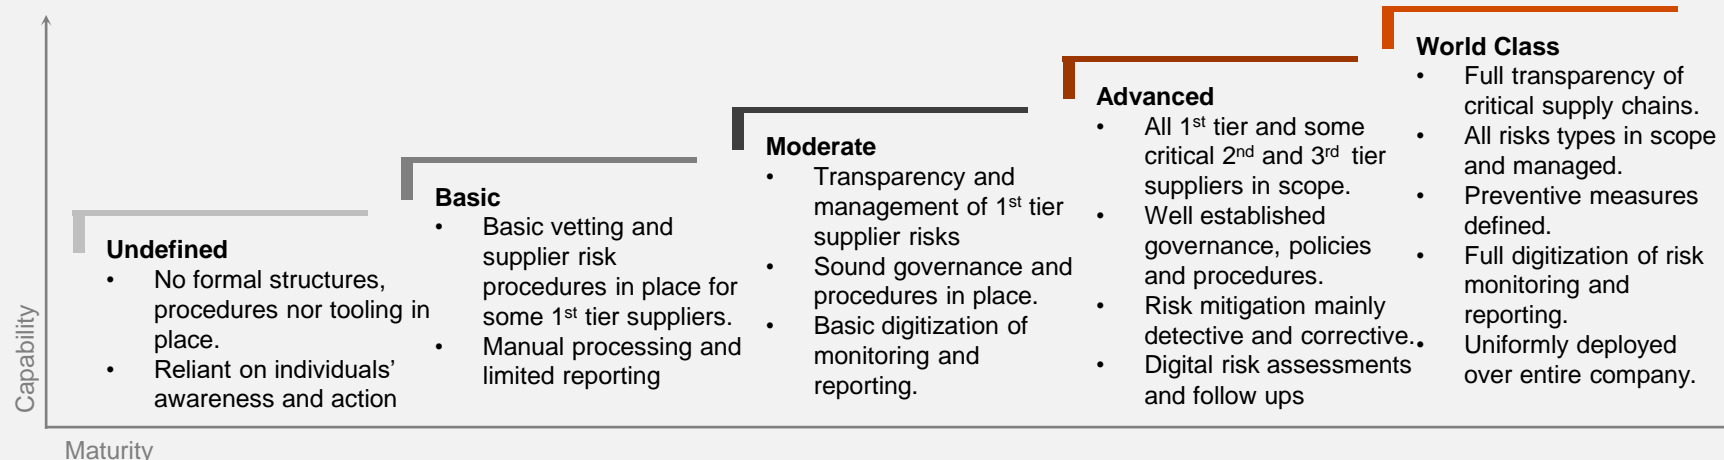 Capability
Undefined
• No formal structures,
procedures nor tooling in
place.
• Reliant on individuals’
awareness and action
Basic
• Basic vetting and
supplier risk
procedures in place for
some 1st tier suppliers.
• Manual processing and
limited reporting
Moderate
• Transparency and
management of 1st tier
supplier risks
• Sound governance and
procedures in place.
• Basic digitization of
monitoring and
reporting.
Advanced
• All 1st tier and some
critical 2nd and 3rd tier
suppliers in scope.
• Well established
governance, policies
and procedures.
• Risk mitigation mainly
detective and corrective.
• Digital risk assessments
and follow ups
World Class
• Full transparency of
critical supply chains.
• All risks types in scope
and managed.
• Preventive measures
defined.
• Full digitization of risk
monitoring and
reporting.
• Uniformly deployed
over entire company.
Maturity